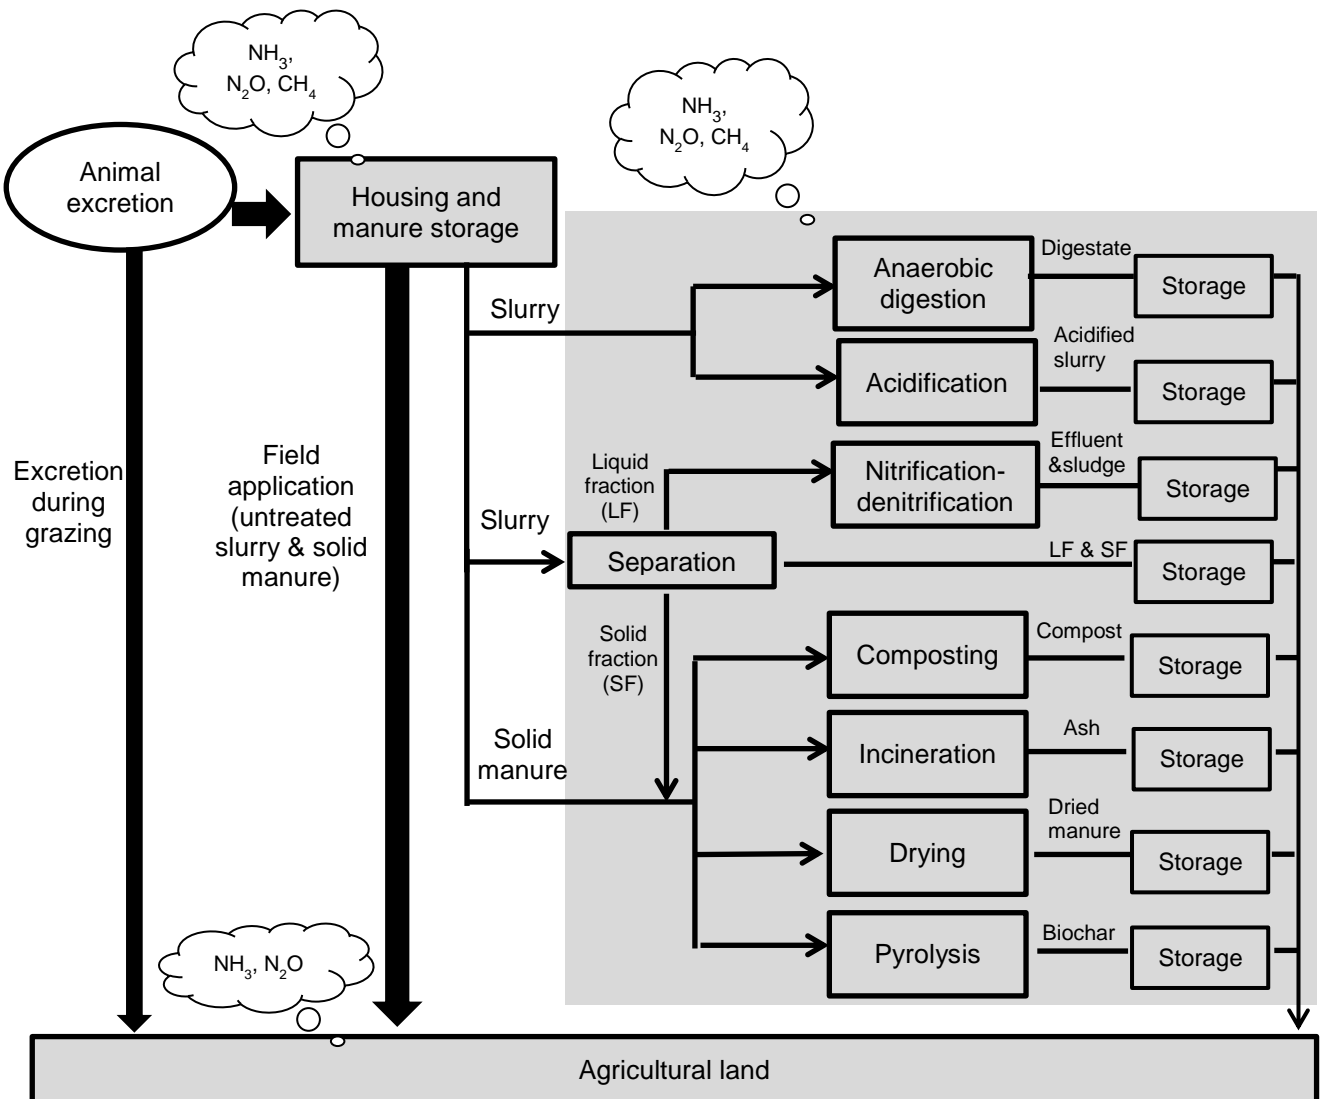 NH₃,
N₂O, CH₄
NH₃,
N₂O, CH₄
Animal
excretion
Housing and
manure storage
Slurry
Anaerobic
digestion
Digestate
Storage
Acidification
Acidified
slurry
Storage
Excretion
during
grazing
Field
application
(untreated
slurry & solid
manure)
Slurry
Separation
Liquid
fraction
(LF)
Nitrification-
denitrification
Effluent
&sludge
Storage
LF & SF
Storage
Solid
fraction
(SF)
Solid
manure
Composting
Compost
Storage
Incineration
Ash
Storage
Drying
Dried
manure
Storage
Pyrolysis
Biochar
Storage
NH₃, N₂O
Agricultural land